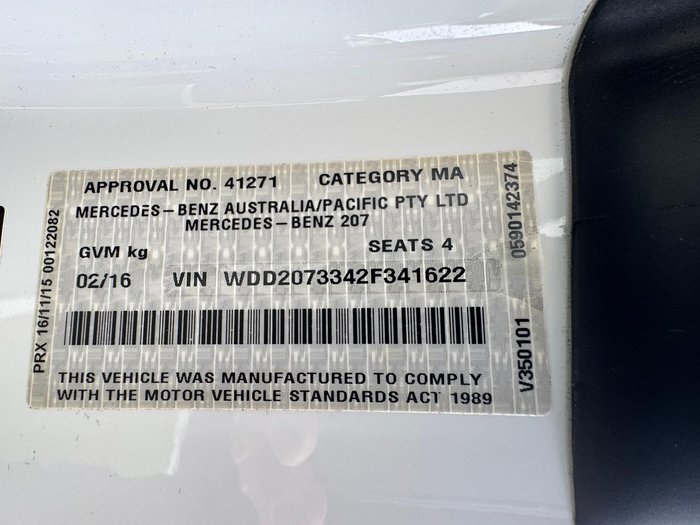 APPROVAL NO. 41271 CATEGORY MA
MERCEDES-BENZ AUSTRALIA/PACIFIC PTY LTD
MERCEDES-BENZ 207
GVM kg SEATS 4
02/16 VIN WDD2073342F341622
THIS VEHICLE WAS MANUFACTURED TO COMPLY
WITH THE MOTOR VEHICLE STANDARDS ACT 1989
PRX 16/11/15 00122082
V350101 0590142374